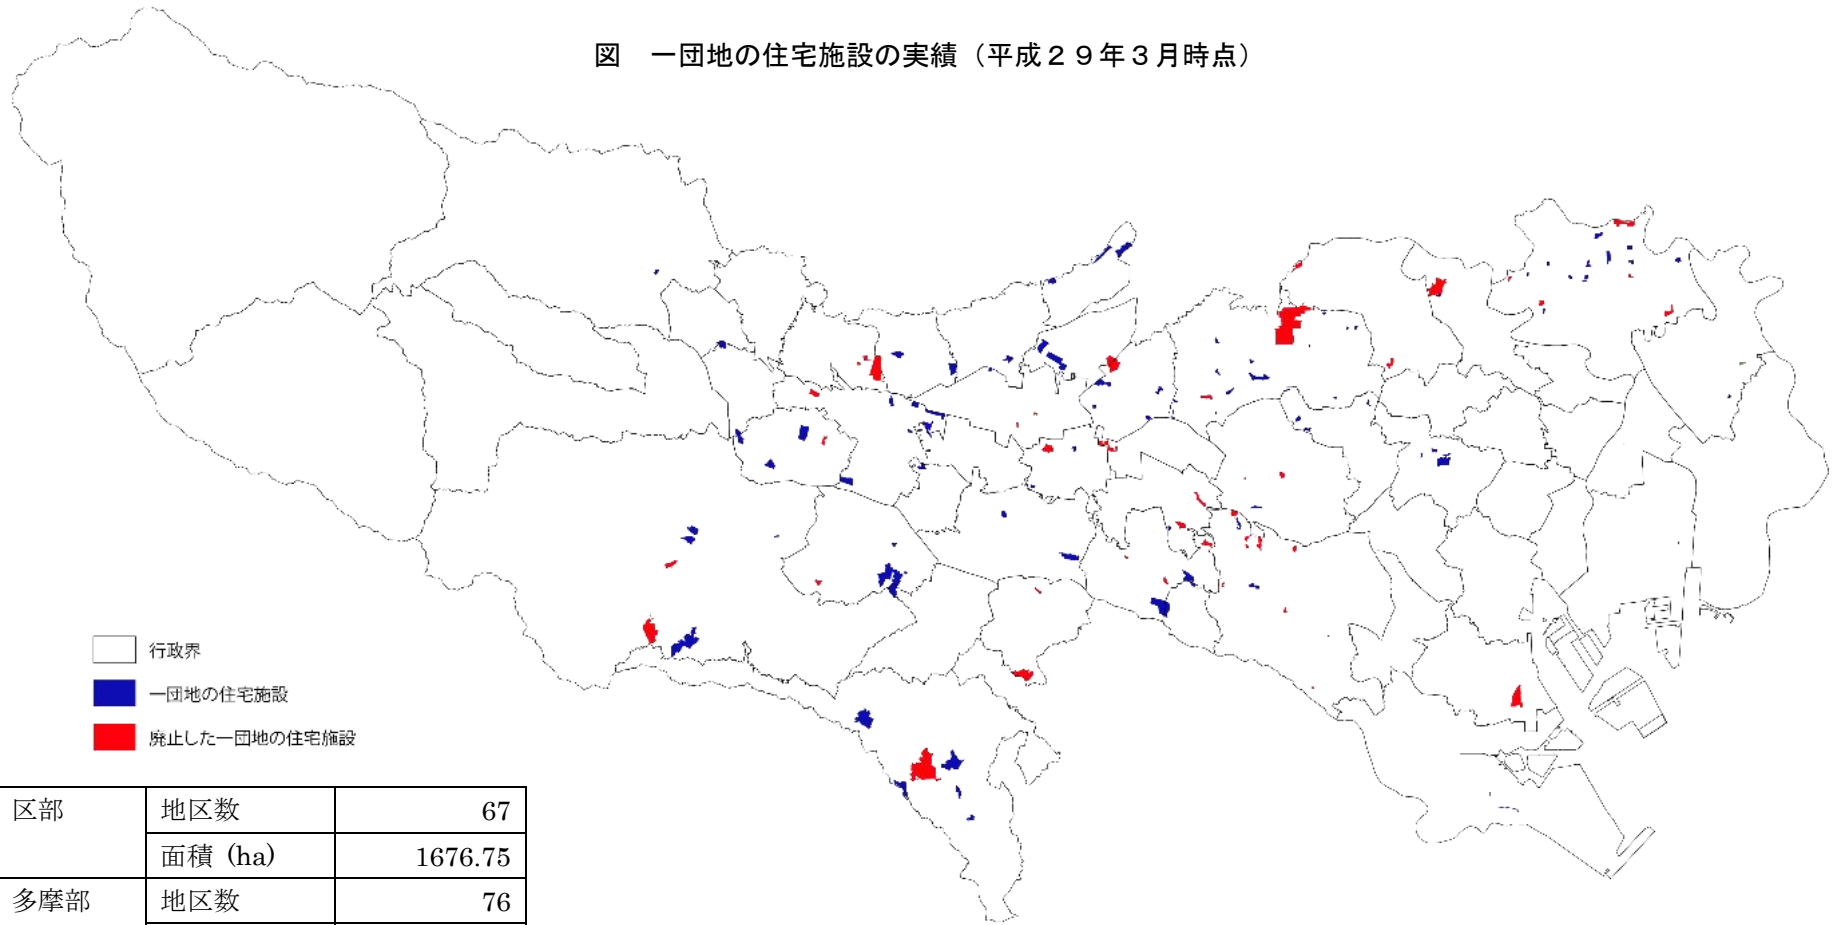 図　一団地の住宅施設の実績（平成２９年３月時点）
行政界
一団地の住宅施設
廃止した一団地の住宅施設
区部 地区数 67
面積 (ha) 1676.75
多摩部 地区数 76